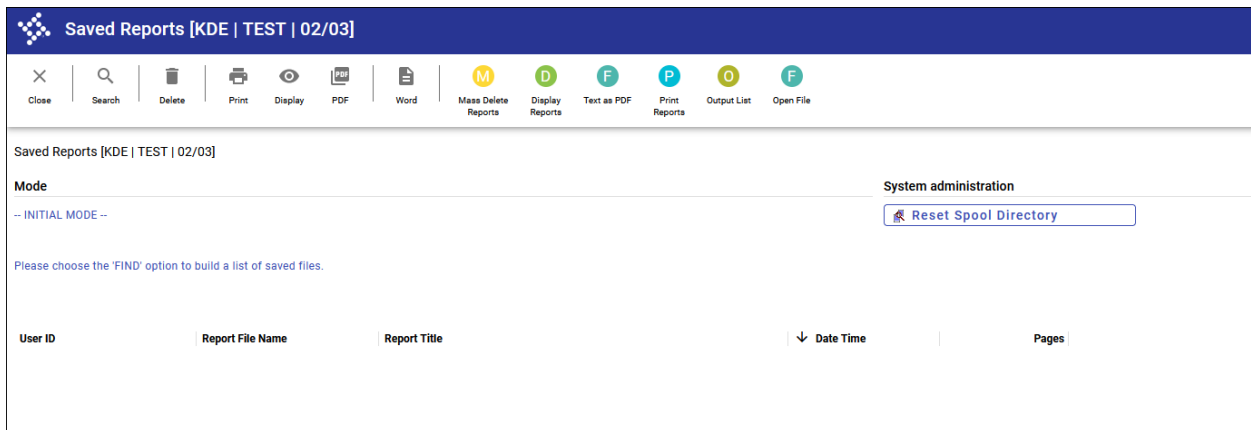 Saved Reports [KDE | TEST | 02/03]
Close Search Delete Print Display PDF PDF Word M Mass Delete Reports D Display Reports F Text as PDF P Print Reports O Output List F Open File
Saved Reports [KDE | TEST | 02/03]
Mode System administration
-- INITIAL MODE -- Reset Spool Directory
Please choose the 'FIND' option to build a list of saved files.
User ID Report File Name Report Title Date Time Pages